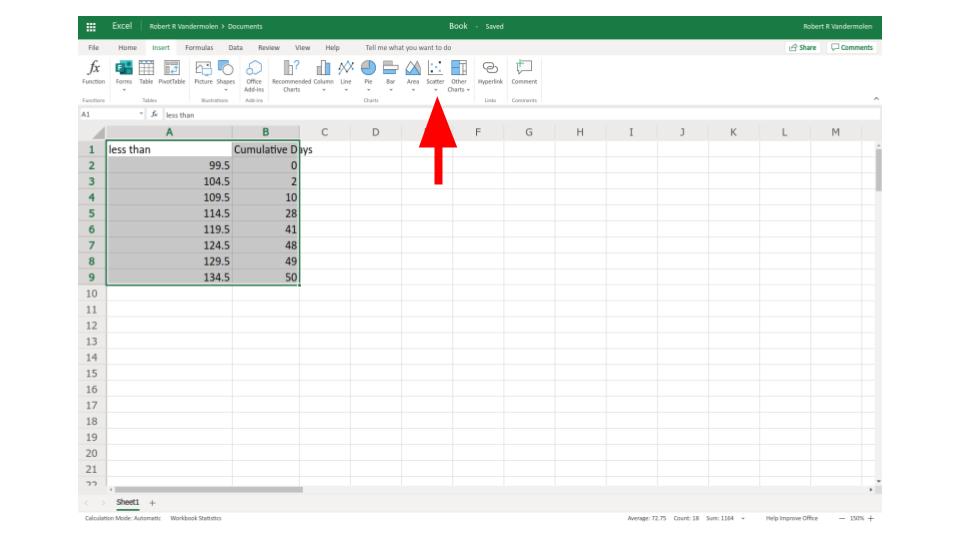 Excel Robert R Vandermolen > Documents Book - Saved Robert R Vandermolen
File Home Insert Formulas Data Review View Help Tell me what you want to do Share Comments
fx Function Forms Table PivotTable Picture Shapes Office Add-ins Recommended Charts Column Line Pie Bar Area Scatter Other Charts Hyperlink Comment
Functions Tables Illustrations Add-ins Charts Links Comments
A1 fx less than
A B C D F G H I J K L M
1 less than Cumulative Days
2 99.5 0
3 104.5 2
4 109.5 10
5 114.5 28
6 119.5 41
7 124.5 48
8 129.5 49
9 134.5 50
10
11
12
13
14
15
16
17
18
19
20
21
22
Sheet1 +
Calculation Mode: Automatic Workbook Statistics Average: 72.75 Count: 18 Sum: 1164 Help Improve Office — 150% +